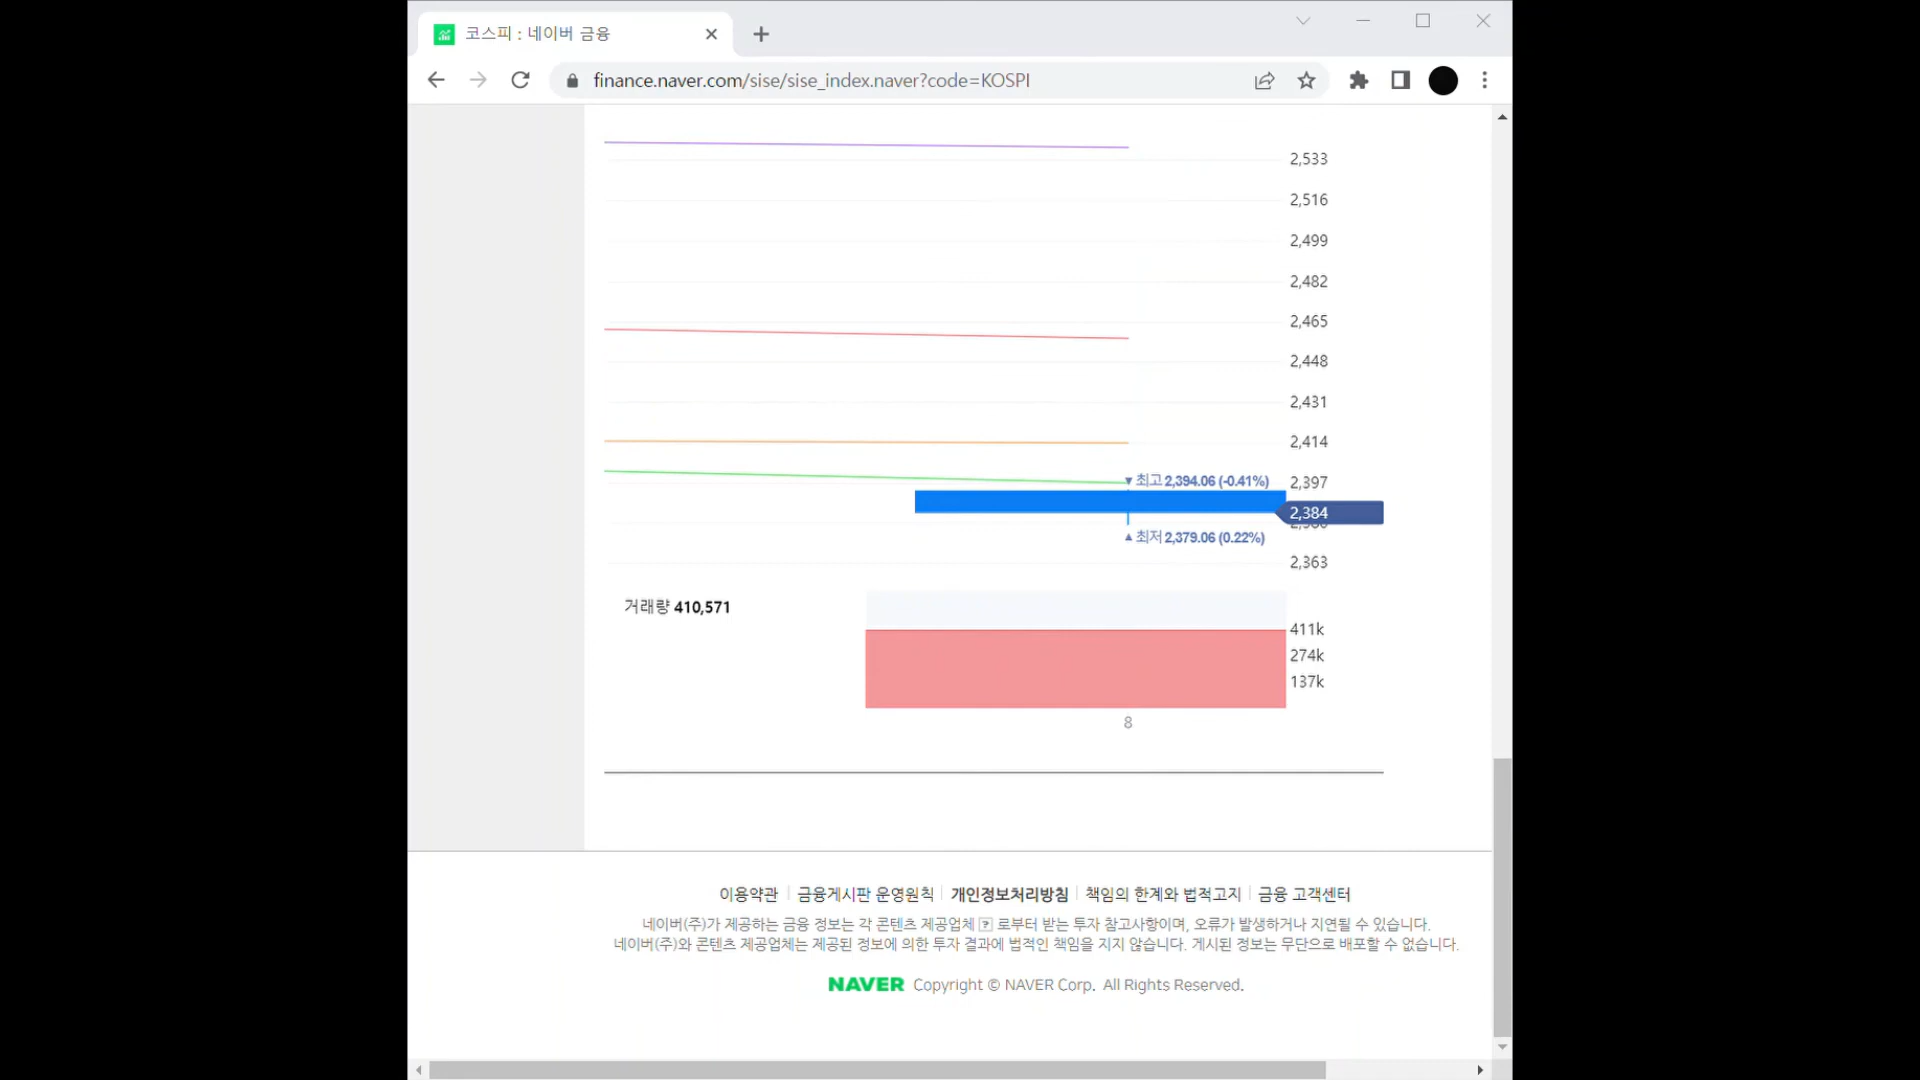 코스피 : 네이버 금융
finance.naver.com/sise/sise_index.naver?code=KOSPI
2,533
2,516
2,499
2,482
2,465
2,448
2,431
2,414
▼최고 2,394.06 (-0.41%)
2,397
2,384
▲최저 2,379.06 (0.22%)
2,363
거래량 410,571
411k
274k
137k
8
이용약관 금융게시판 운영원칙 개인정보처리방침 책임의 한계와 법적고지 금융 고객센터
네이버(주)가 제공하는 금융 정보는 각 콘텐츠 제공업체 ? 로부터 받는 투자 참고사항이며, 오류가 발생하거나 지연될 수 있습니다.
네이버(주)와 콘텐츠 제공업체는 제공된 정보에 의한 투자 결과에 법적인 책임을 지지 않습니다. 게시된 정보는 무단으로 배포할 수 없습니다.
NAVER Copyright © NAVER Corp. All Rights Reserved.